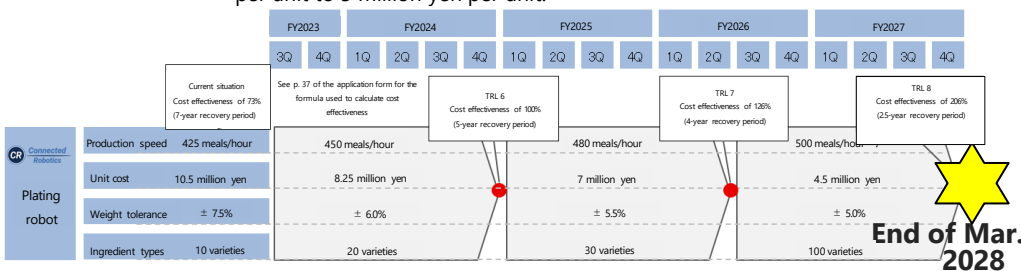 FY2023 FY2024 FY2025 FY2026 FY2027
3Q 4Q 1Q 2Q 3Q 4Q 1Q 2Q 3Q 4Q 1Q 2Q 3Q 4Q 1Q 2Q 3Q 4Q
Current situation
Cost effectiveness of 73%
(7-year recovery period)
See p. 37 of the application form for the
formula used to calculate cost
effectiveness
TRL 6
Cost effectiveness of 100%
(5-year recovery period)
TRL 7
Cost effectiveness of 126%
(4-year recovery period)
TRL 8
Cost effectiveness of 206%
(2.5-year recovery period)
CR Connected
Robotics
Plating
robot
Production speed 425 meals/hour 450 meals/hour 480 meals/hour 500 meals/hour
Unit cost 10.5 million yen 8.25 million yen 7 million yen 4.5 million yen
Weight tolerance ± 7.5% ± 6.0% ± 5.5% ± 5.0%
Ingredient types 10 varieties 20 varieties 30 varieties 100 varieties
End of Mar.
2028